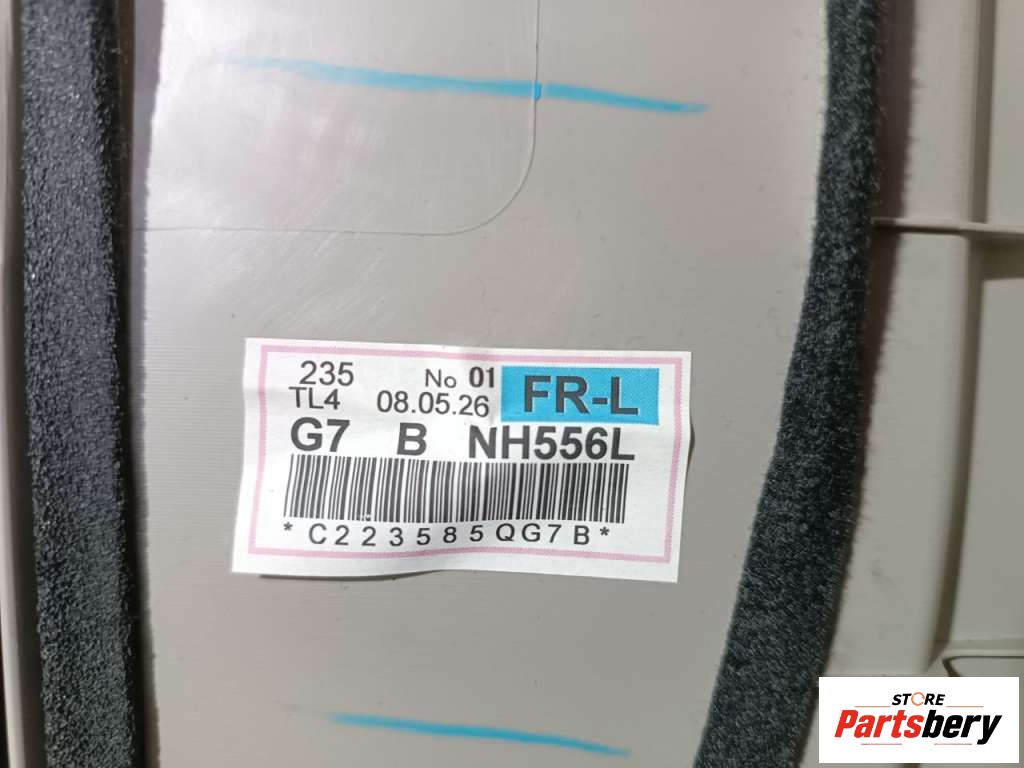 235 No 01 FR-L
TL4 08.05.26
G7 B NH556L
*C223585QG7B*
STORE
Partsbery